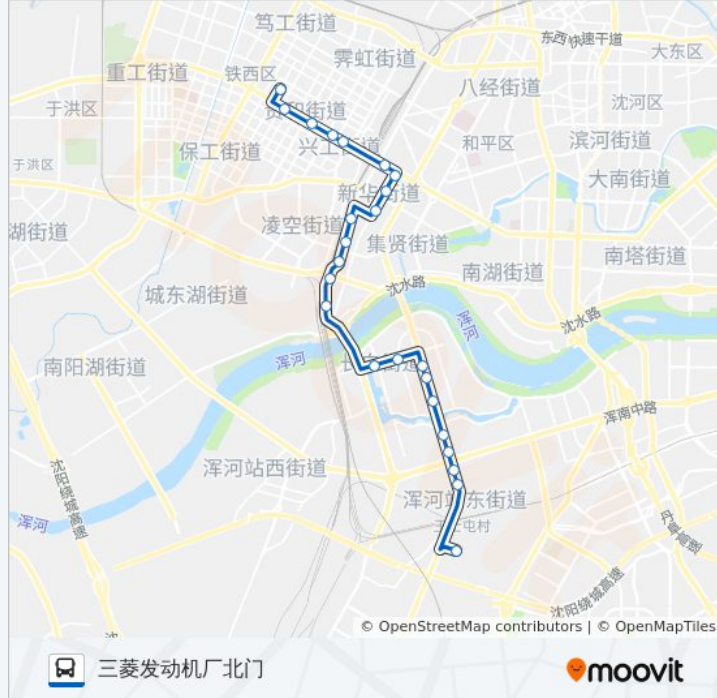 笃工街道
东西快速干道
霁虹街道
大东区
重工街道
铁西区
八经街道
沈河区
于洪区
贵和街道
兴工街道
和平区
滨河街道
保工街道
于洪区
大南街道
新华街道
凌空街道
湖街道
集贤街道
南塔街道
南湖街道
沈水路
城东湖街道
浑河
沈水路
浑河
南阳湖街道
浑南中路
浑河站西街道
沈阳绕城高速
浑河站东街道
浑河
丹阜高速
沈阳绕城高速
© OpenStreetMap contributors | © OpenMapTiles
三菱发动机厂北门
moovit